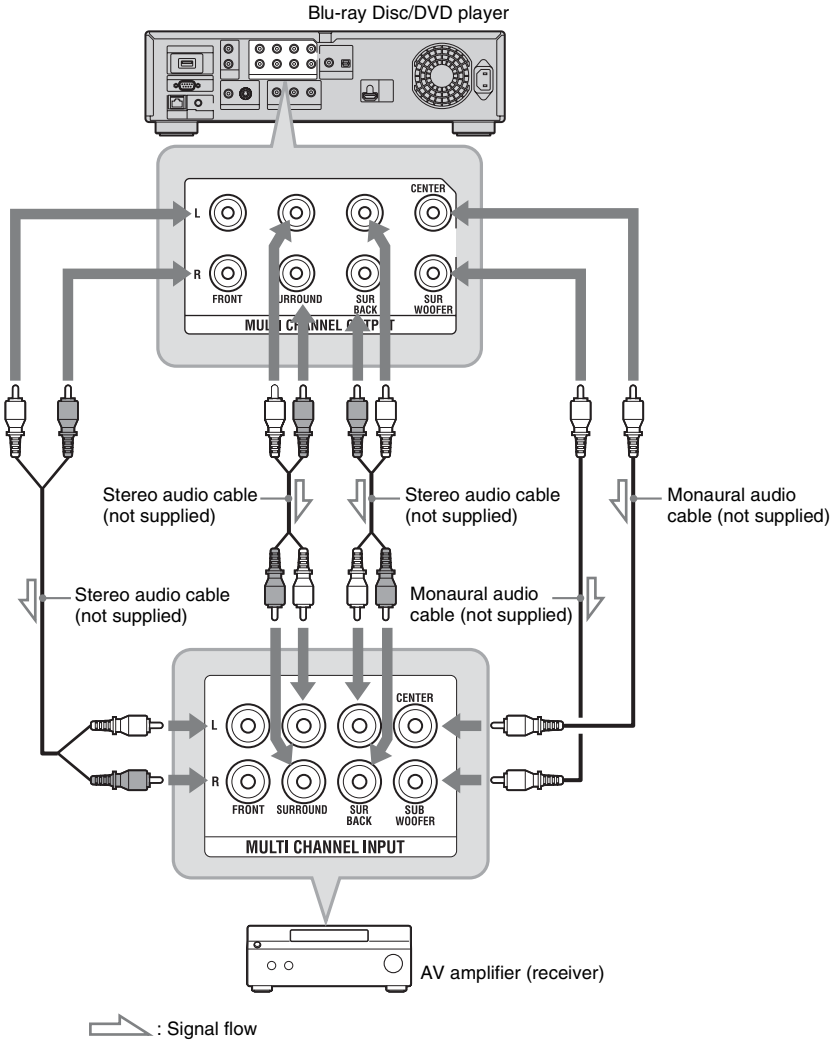 Blu-ray Disc/DVD player
CENTER
L
R
FRONT
URROUND
SUR
BACK
SUR
WOOFER
MULTI CHANNEL OUTPUT
Stereo audio cable
(not supplied)
Stereo audio cable
(not supplied)
Monaural audio
cable (not supplied)
Stereo audio cable
(not supplied)
Monaural audio
cable (not supplied)
CENTER
L
R
FRONT
SURROUND
SUR
BACK
SUB
WOOFER
MULTI CHANNEL INPUT
AV amplifier (receiver)
: Signal flow